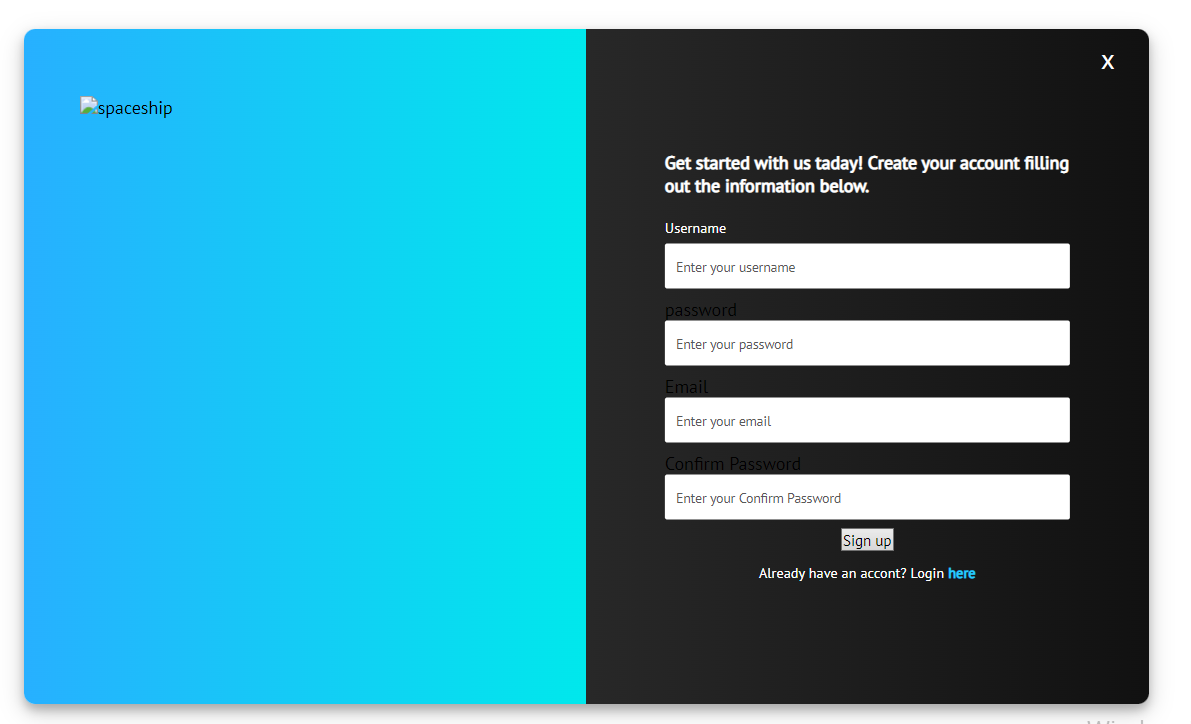 X
spaceship
Get started with us taday! Create your account filling
out the information below.
Username
Enter your username
password
Enter your password
Email
Enter your email
Confirm Password
Enter your Confirm Password
Sign up
Already have an accont? Login here